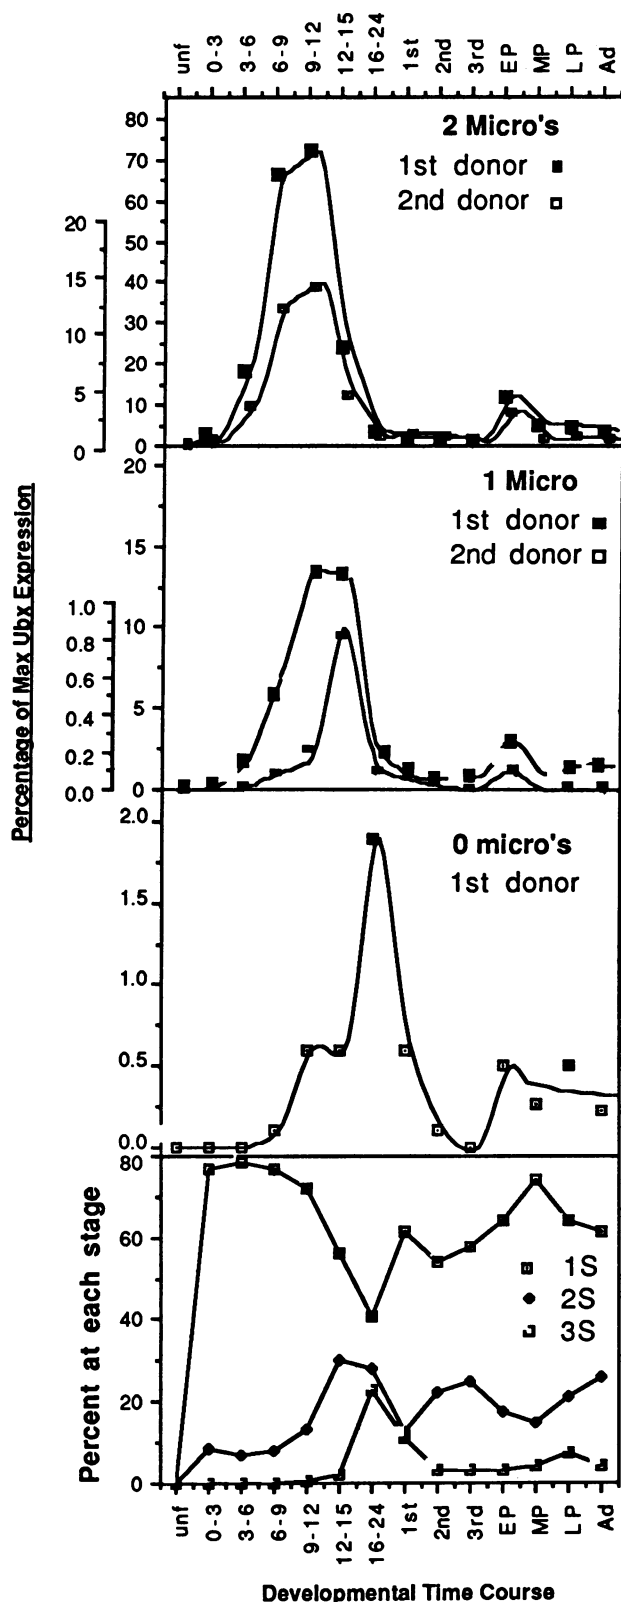 unf 0-3 3-6 6-9 9-12 12-15 16-24 1st 2nd 3rd EP MP LP Ad
2 Micro's
1st donor
2nd donor
80
70
60
50
40
30
20
10
0
20
15
10
5
0
1 Micro
1st donor
2nd donor
20
15
10
5
0
1.0
0.8
0.6
0.4
0.2
0.0
Percentage of Max Ubx Expression
0 micro's
1st donor
2.0
1.5
1.0
0.5
0.0
80
60
40
20
0
Percent at each stage
1S
2S
3S
unf 0-3 3-6 6-9 9-12 12-15 16-24 1st 2nd 3rd EP MP LP Ad
Developmental Time Course